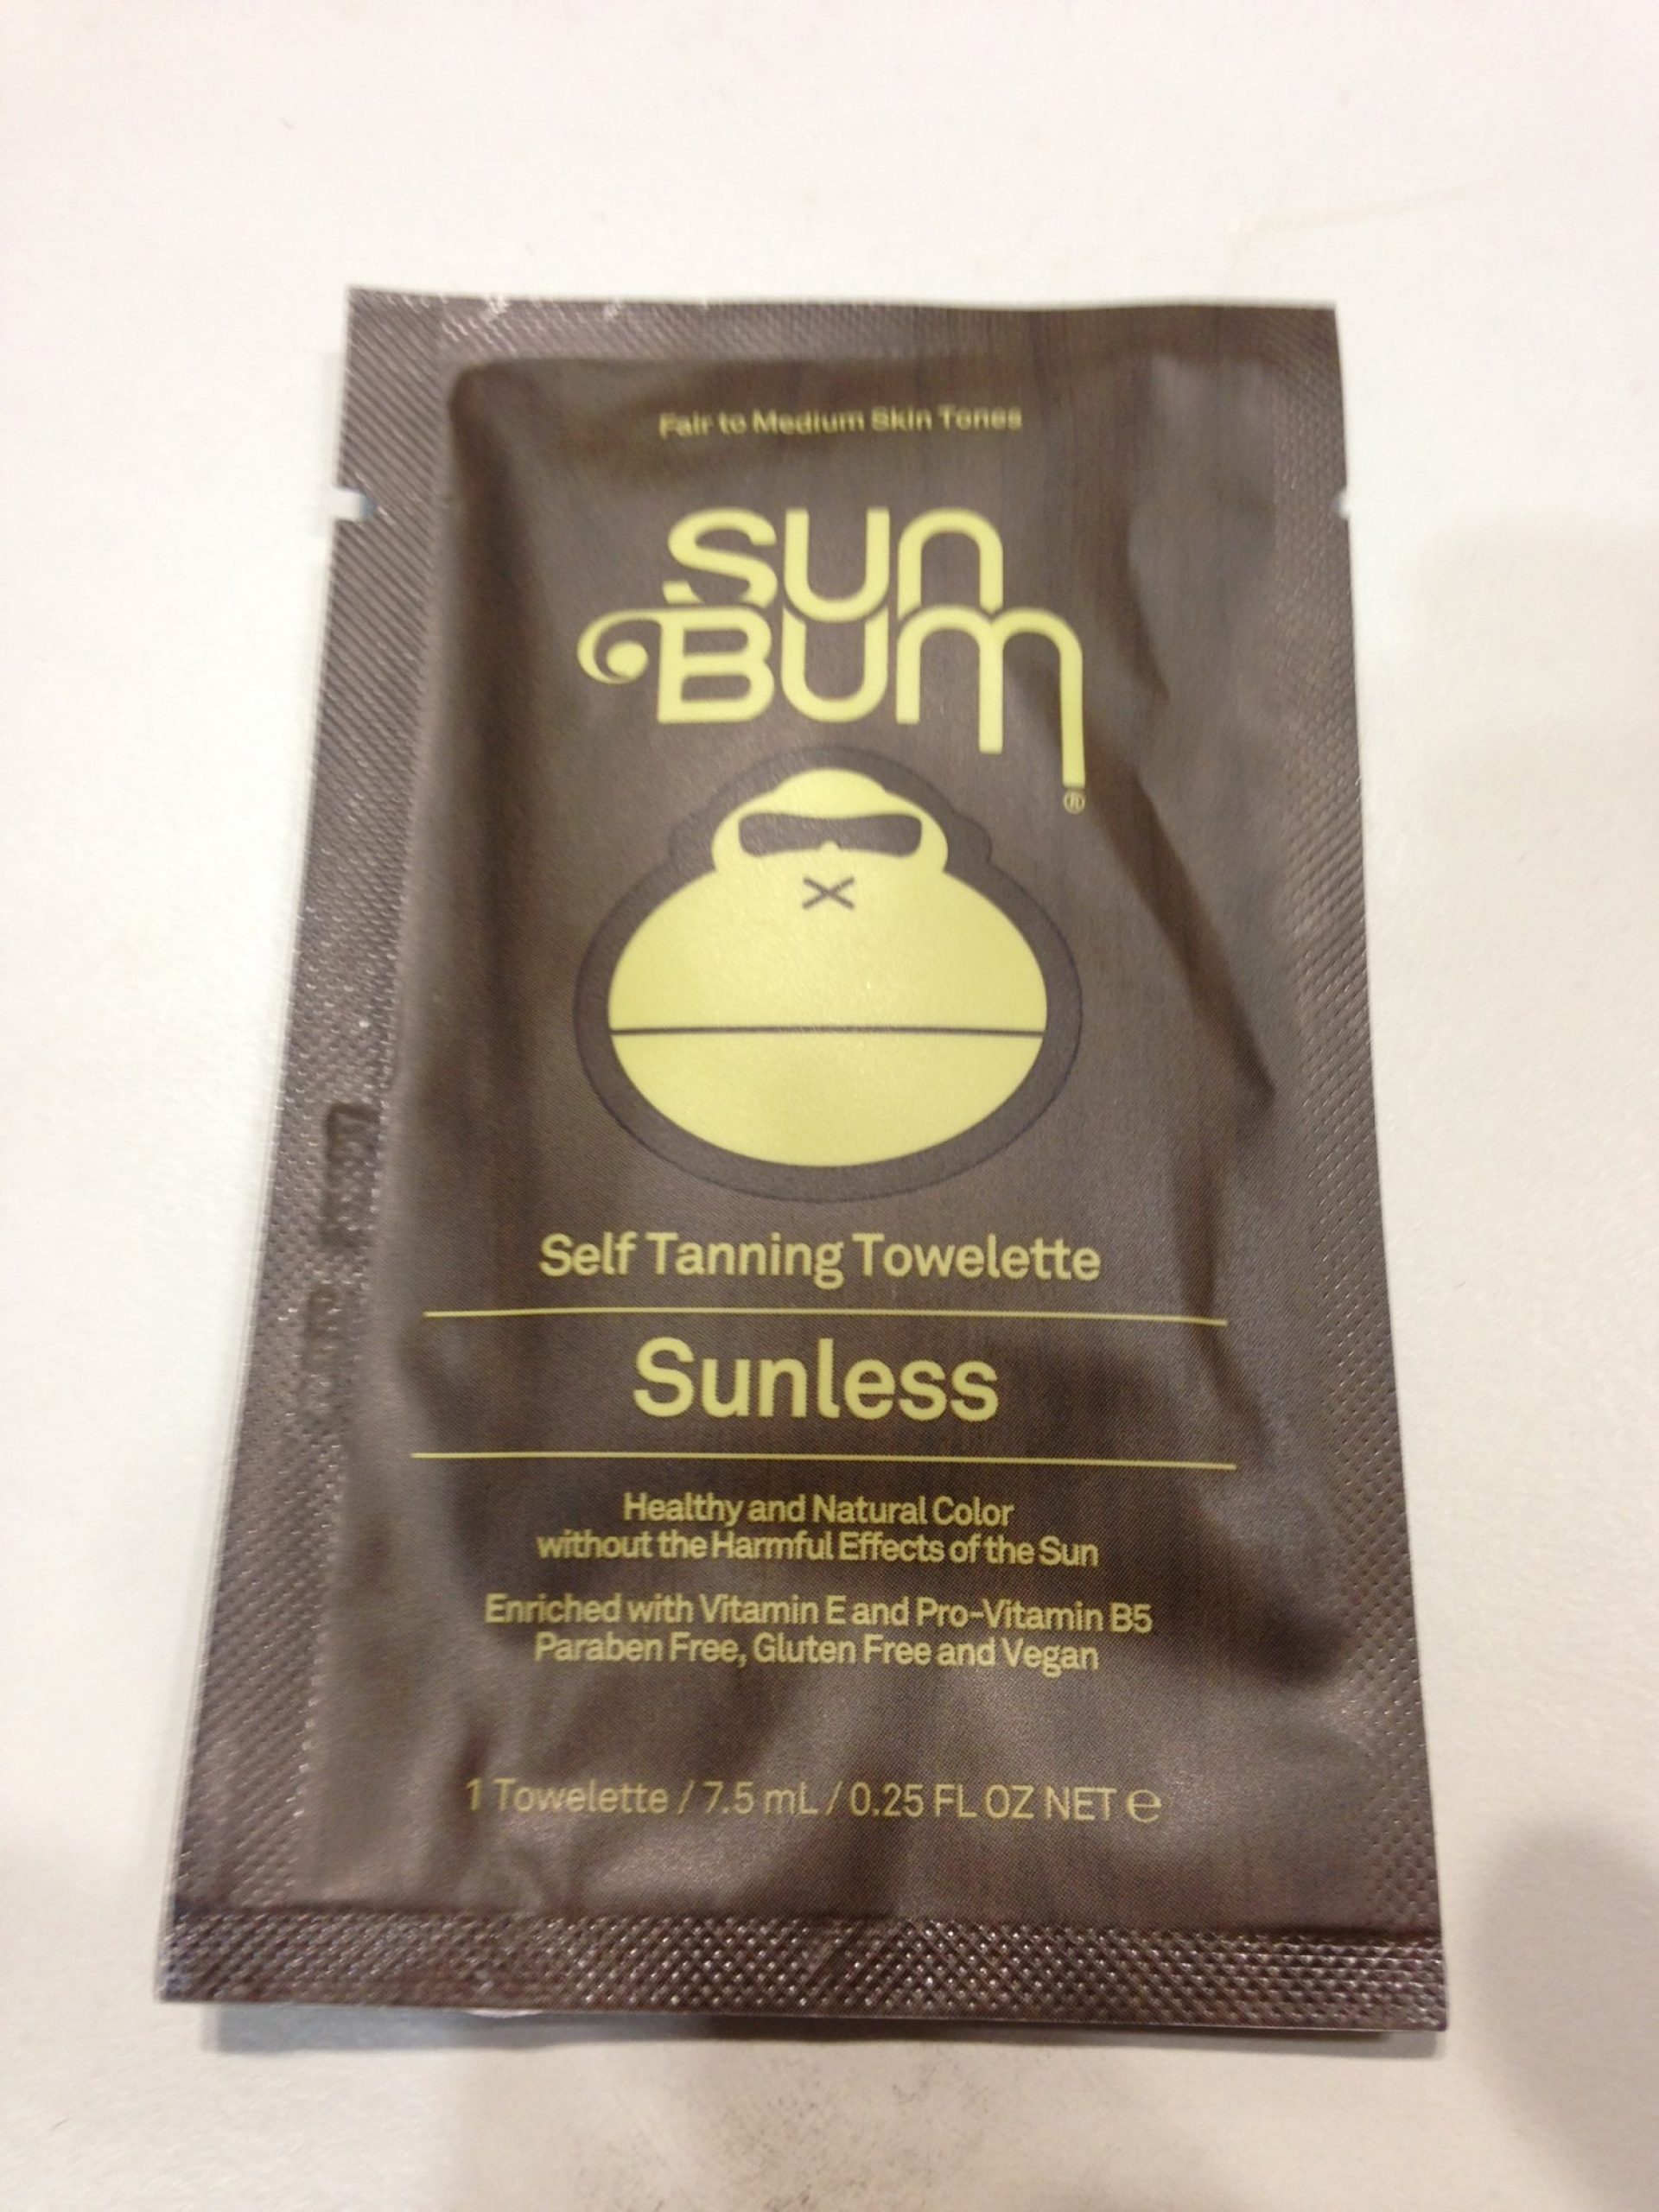 Fair to Medium Skin Tones
SUN
BUM
®
Self Tanning Towelette
Sunless
Healthy and Natural Color
without the Harmful Effects of the Sun
Enriched with Vitamin E and Pro-Vitamin B5
Paraben Free, Gluten Free and Vegan
1 Towelette / 7.5 mL / 0.25 FL OZ NET ℮